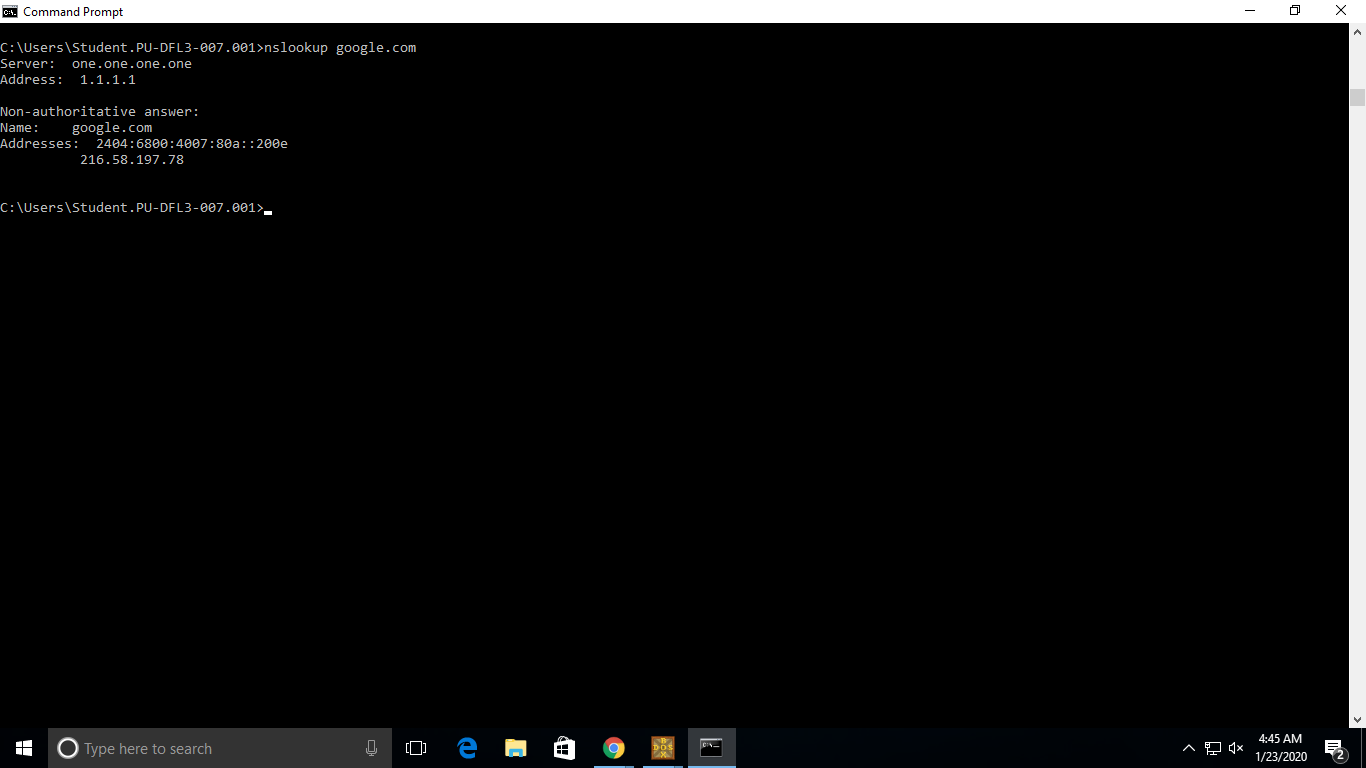 Command Prompt
C:\Users\Student.PU-DFL3-007.001>nslookup google.com
Server:  one.one.one.one
Address:  1.1.1.1
Non-authoritative answer:
Name:    google.com
Addresses:  2404:6800:4007:80a::200e
          216.58.197.78
C:\Users\Student.PU-DFL3-007.001>
Type here to search
4:45 AM
1/23/2020
2